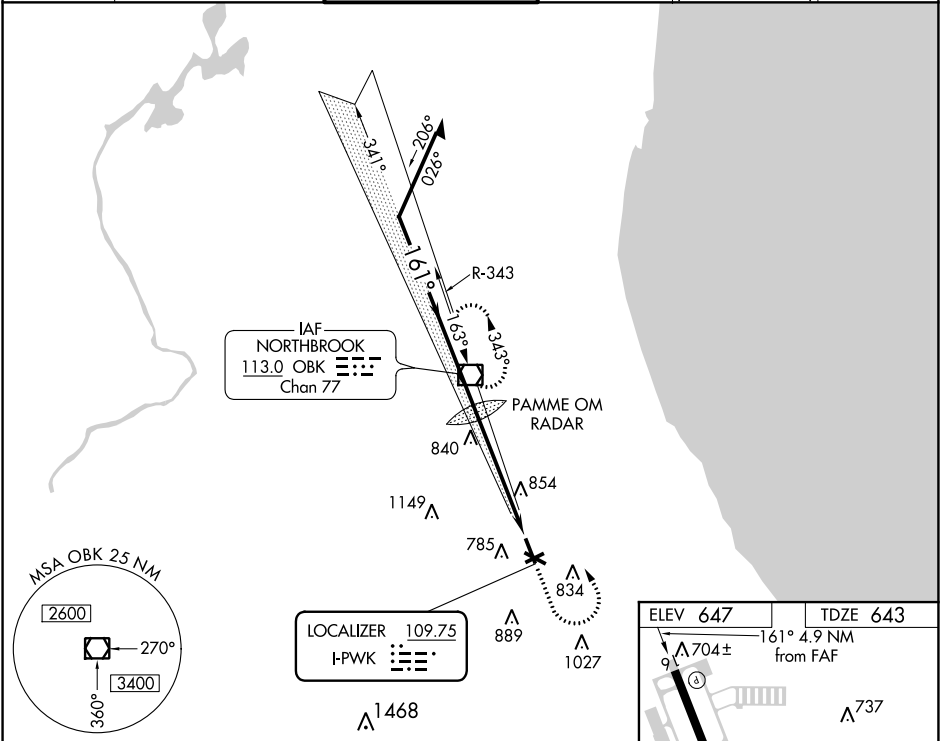 341°
206°
026°
161°
R-343
163°
343°
IAF
NORTHBROOK
113.0 OBK
Chan 77
PAMME OM
RADAR
840
854
1149
785
834
889
1027
MSA OBK 25 NM
2600
270°
3400
360°
LOCALIZER 109.75
I-PWK
1468
ELEV 647
TDZE 643
161° 4.9 NM
from FAF
704±
16
737